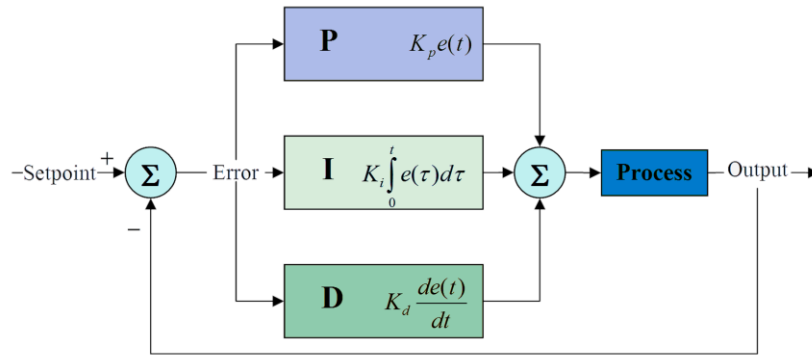 P K_p e(t)
–Setpoint + Σ Error I K_i ∫_0^t e(τ)dτ Σ Process Output
−
D K_d de(t)/dt